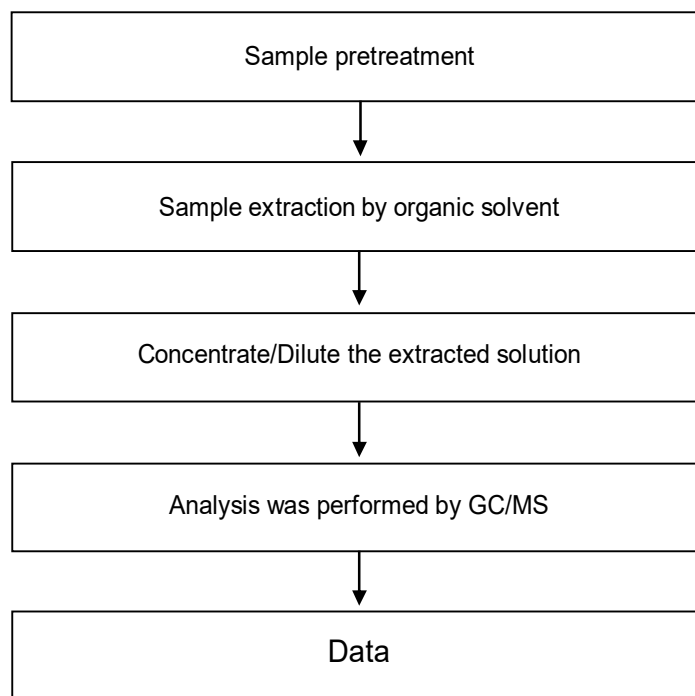 Sample pretreatment
Sample extraction by organic solvent
Concentrate/Dilute the extracted solution
Analysis was performed by GC/MS
Data